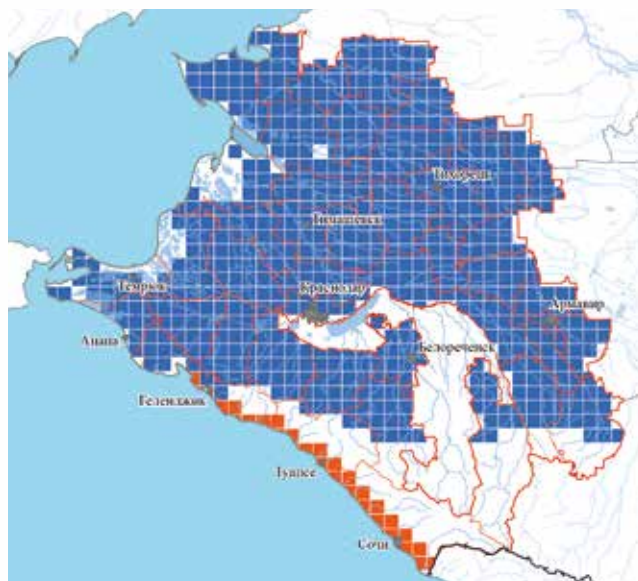 Тихорецк
Тимашевск
Темрюк
Краснодар
Армавир
Анапа
Белореченск
Геленджик
Туапсе
Сочи